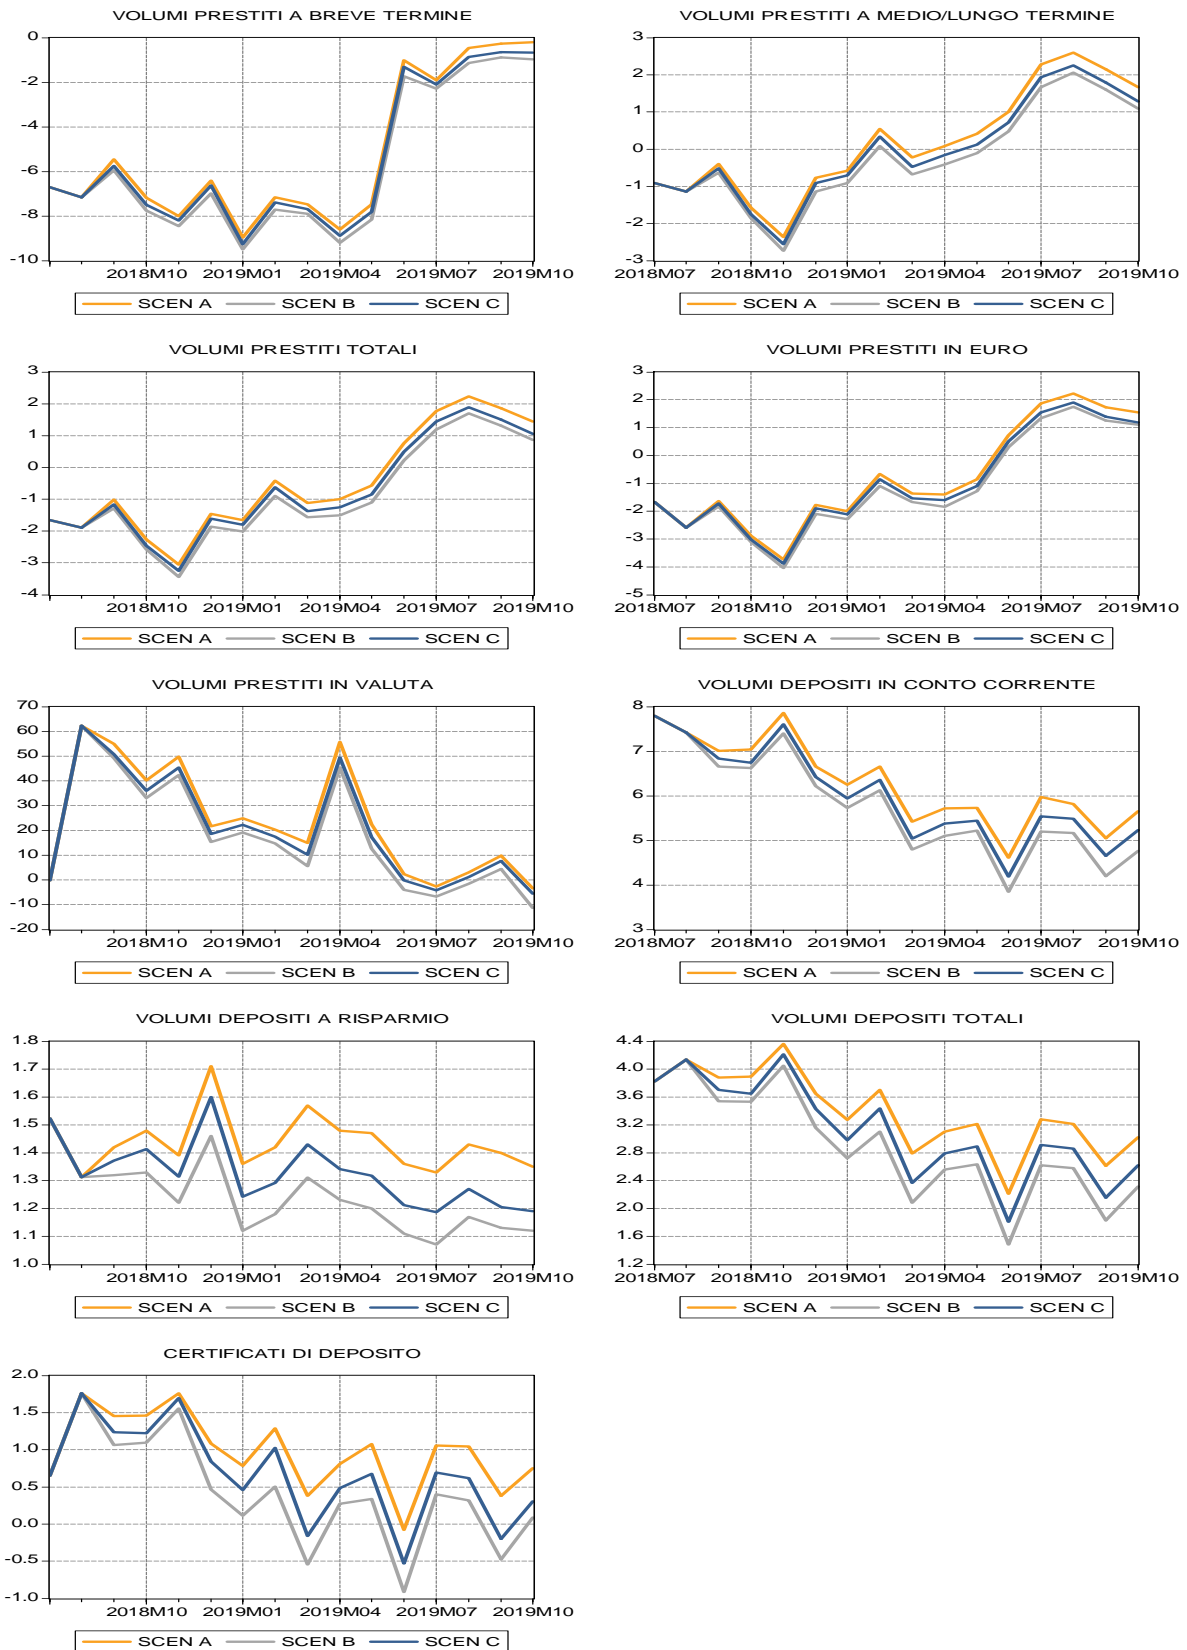 VOLUMI PRESTITI A BREVE TERMINE
0
-2
-4
-6
-8
-10
2018M10 2019M01 2019M04 2019M07 2019M10
SCEN A SCEN B SCEN C
VOLUMI PRESTITI A MEDIO/LUNGO TERMINE
3
2
1
0
-1
-2
-3
2018M07 2018M10 2019M01 2019M04 2019M07 2019M10
SCEN A SCEN B SCEN C
VOLUMI PRESTITI TOTALI
3
2
1
0
-1
-2
-3
-4
2018M10 2019M01 2019M04 2019M07 2019M10
SCEN A SCEN B SCEN C
VOLUMI PRESTITI IN EURO
3
2
1
0
-1
-2
-3
-4
-5
2018M07 2018M10 2019M01 2019M04 2019M07 2019M10
SCEN A SCEN B SCEN C
VOLUMI PRESTITI IN VALUTA
70
60
50
40
30
20
10
0
-10
-20
2018M10 2019M01 2019M04 2019M07 2019M10
SCEN A SCEN B SCEN C
VOLUMI DEPOSITI IN CONTO CORRENTE
8
7
6
5
4
3
2018M07 2018M10 2019M01 2019M04 2019M07 2019M10
SCEN A SCEN B SCEN C
VOLUMI DEPOSITI A RISPARMIO
1.8
1.7
1.6
1.5
1.4
1.3
1.2
1.1
1.0
2018M10 2019M01 2019M04 2019M07 2019M10
SCEN A SCEN B SCEN C
VOLUMI DEPOSITI TOTALI
4.4
4.0
3.6
3.2
2.8
2.4
2.0
1.6
1.2
2018M07 2018M10 2019M01 2019M04 2019M07 2019M10
SCEN A SCEN B SCEN C
CERTIFICATI DI DEPOSITO
2.0
1.5
1.0
0.5
0.0
-0.5
-1.0
2018M10 2019M01 2019M04 2019M07 2019M10
SCEN A SCEN B SCEN C